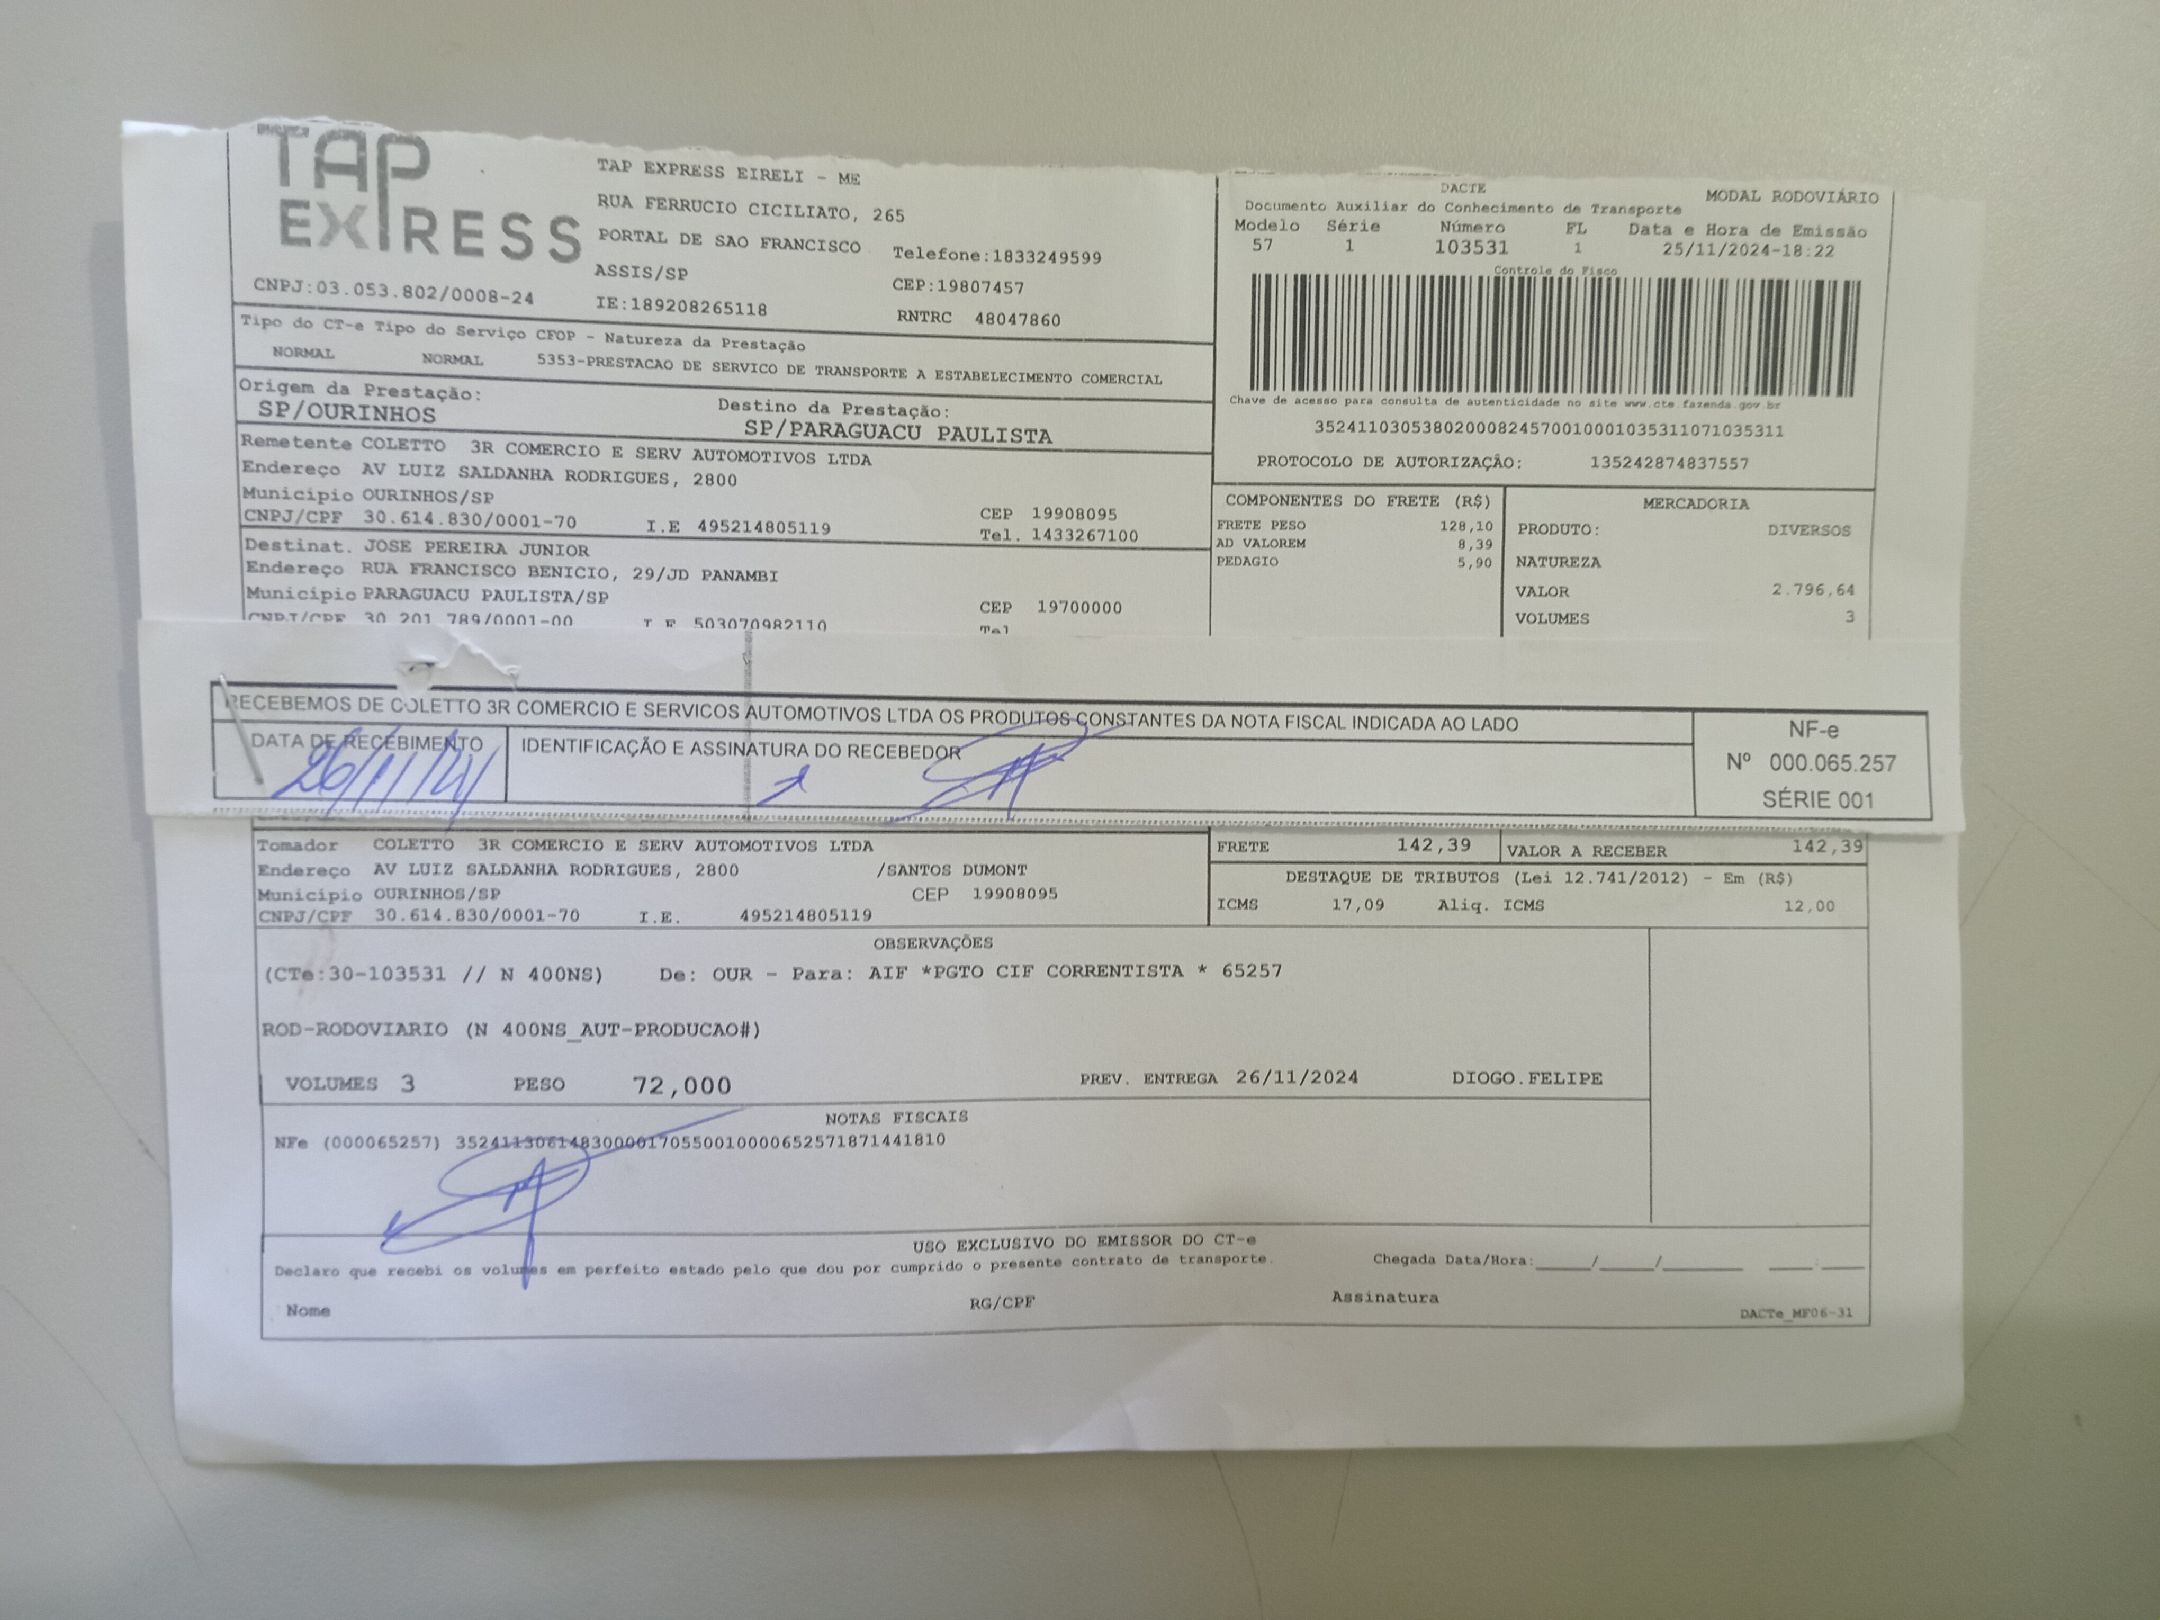 TAP
EXPRESS
TAP EXPRESS EIRELI - ME
RUA FERRUCIO CICILIATO, 265
PORTAL DE SAO FRANCISCO Telefone:1833249599
ASSIS/SP CEP:19807457
CNPJ:03.053.802/0008-24 IE:189208265118 RNTRC 48047860
DACTE MODAL RODOVIÁRIO
Documento Auxiliar do Conhecimento de Transporte
Modelo Série Número FL Data e Hora de Emissão
57 1 103531 1 25/11/2024-18:22
Controle do Fisco
Chave de acesso para consulta de autenticidade no site www.cte.fazenda.gov.br
35241103053802000824570010001035311071035311
PROTOCOLO DE AUTORIZAÇÃO: 135242874837557
Tipo do CT-e Tipo do Serviço CFOP - Natureza da Prestação
NORMAL NORMAL 5353-PRESTACAO DE SERVICO DE TRANSPORTE A ESTABELECIMENTO COMERCIAL
Origem da Prestação: Destino da Prestação:
SP/OURINHOS SP/PARAGUACU PAULISTA
Remetente COLETTO 3R COMERCIO E SERV AUTOMOTIVOS LTDA
Endereço AV LUIZ SALDANHA RODRIGUES, 2800
Município OURINHOS/SP CEP 19908095
CNPJ/CPF 30.614.830/0001-70 I.E 495214805119 Tel. 1433267100
Destinat. JOSE PEREIRA JUNIOR
Endereço RUA FRANCISCO BENICIO, 29/JD PANAMBI
Município PARAGUACU PAULISTA/SP CEP 19700000
CNPJ/CPF 30.201.789/0001-00 I.E 503070982110 Tel
COMPONENTES DO FRETE (R$) MERCADORIA
FRETE PESO 128,10 PRODUTO: DIVERSOS
AD VALOREM 8,39
PEDAGIO 5,90 NATUREZA
VALOR 2.796,64
VOLUMES 3
RECEBEMOS DE COLETTO 3R COMERCIO E SERVICOS AUTOMOTIVOS LTDA OS PRODUTOS CONSTANTES DA NOTA FISCAL INDICADA AO LADO
DATA DE RECEBIMENTO IDENTIFICAÇÃO E ASSINATURA DO RECEBEDOR
26/11/24
NF-e
Nº 000.065.257
SÉRIE 001
Tomador COLETTO 3R COMERCIO E SERV AUTOMOTIVOS LTDA
Endereço AV LUIZ SALDANHA RODRIGUES, 2800 /SANTOS DUMONT
Município OURINHOS/SP CEP 19908095
CNPJ/CPF 30.614.830/0001-70 I.E. 495214805119
FRETE 142,39 VALOR A RECEBER 142,39
DESTAQUE DE TRIBUTOS (Lei 12.741/2012) - Em (R$)
ICMS 17,09 Aliq. ICMS 12,00
OBSERVAÇÕES
(CTe:30-103531 // N 400NS) De: OUR - Para: AIF *PGTO CIF CORRENTISTA * 65257
ROD-RODOVIARIO (N 400NS_AUT-PRODUCAO#)
VOLUMES 3 PESO 72,000 PREV. ENTREGA 26/11/2024 DIOGO.FELIPE
NOTAS FISCAIS
NFe (000065257) 35241130614830000170550010000652571871441810
USO EXCLUSIVO DO EMISSOR DO CT-e
Declaro que recebi os volumes em perfeito estado pelo que dou por cumprido o presente contrato de transporte. Chegada Data/Hora:____/____/______ ___:___
Nome RG/CPF Assinatura
DACTe_MF06-31